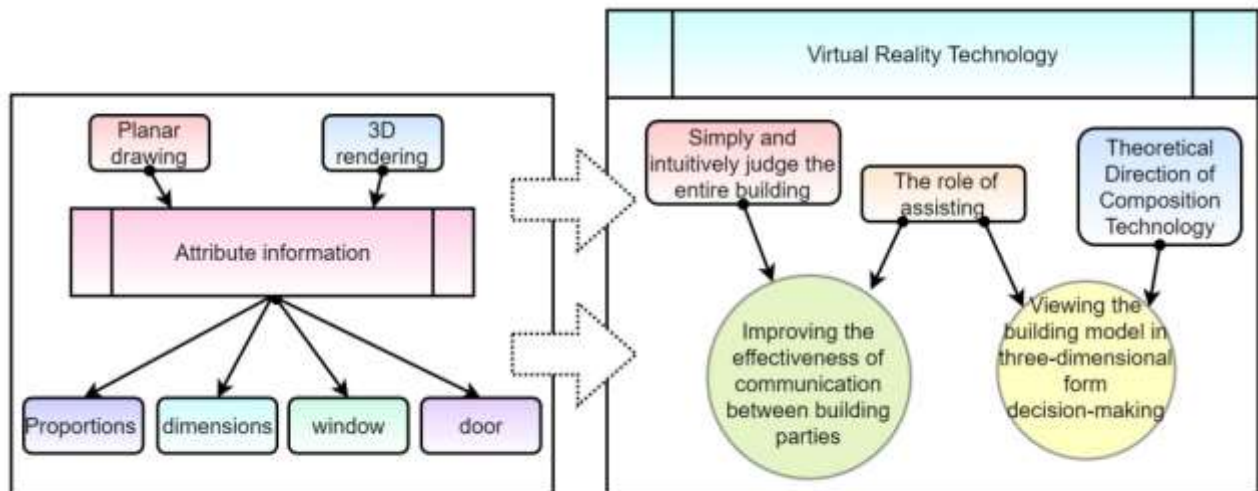 Planar
drawing
3D
rendering
Attribute information
Proportions
dimensions
window
door
Virtual Reality Technology
Simply and
intuitively judge the
entire building
The role of
assisting
Theoretical
Direction of
Composition
Technology
Improving the
effectiveness of
communication
between building
parties
Viewing the
building model in
three-dimensional
form
decision-making